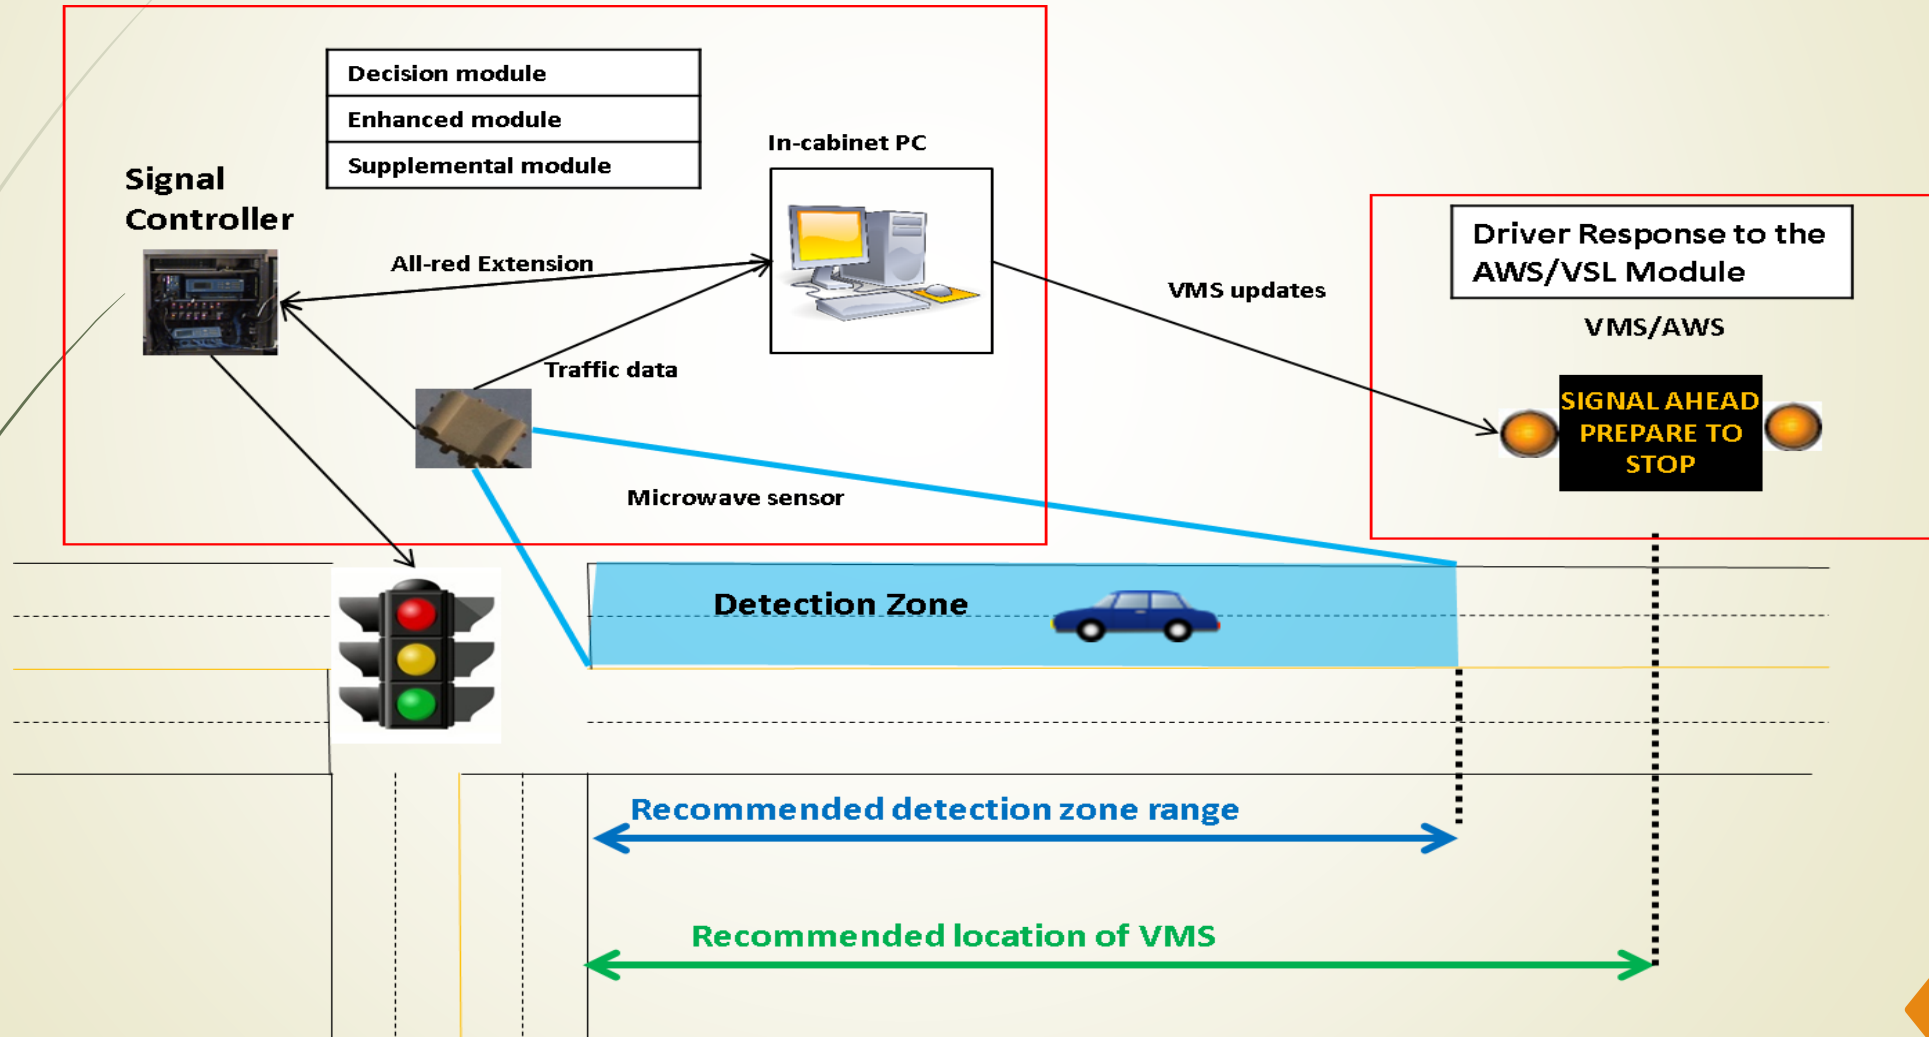 Decision module
Enhanced module
Supplemental module
In-cabinet PC
Signal
Controller
All-red Extension
Traffic data
Microwave sensor
VMS updates
Driver Response to the
AWS/VSL Module
VMS/AWS
SIGNAL AHEAD
PREPARE TO
STOP
Detection Zone
Recommended detection zone range
Recommended location of VMS